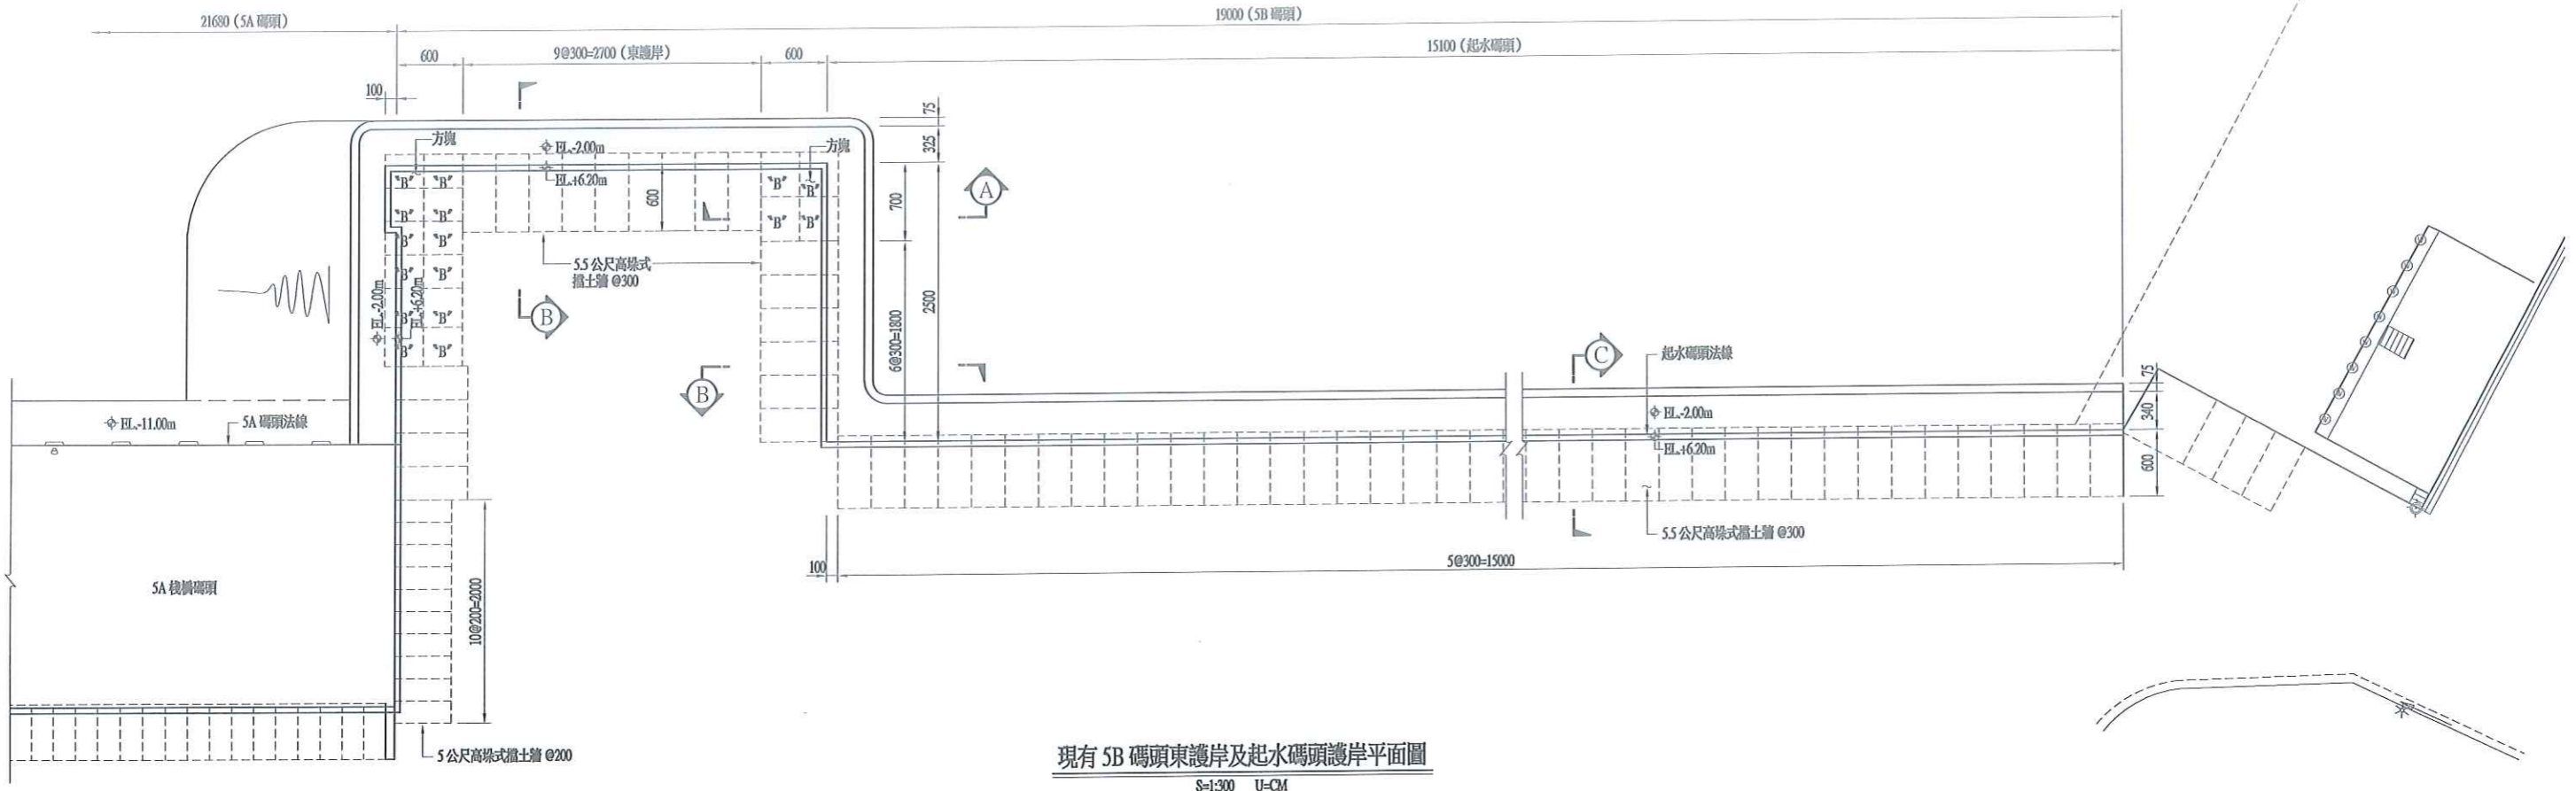 21680 (5A 碼頭)
19000 (5B 碼頭)
600
9@300=2700 (東護岸)
600
15100 (起水碼頭)
100
75
325
方塊
EL.-2.00m
方塊
EL.+6.20m
"B" "B"
"B" "B"
"B" "B"
"B" "B"
"B" "B"
"B" "B"
"B" "B"
"B" "B"
600
700
A
5.5 公尺高垛式
擋土牆 @300
6@300=1800
2500
EL.-2.00m
EL.+6.20m
B
B
C
起水碼頭法線
75
340
600
EL.-11.00m
5A 碼頭法線
EL.-2.00m
EL.+6.20m
5.5 公尺高垛式擋土牆 @300
100
5@300=15000
5A 棧橋碼頭
10@200=2000
5 公尺高垛式擋土牆 @200
現有 5B 碼頭東護岸及起水碼頭護岸平面圖
S=1:300 U=CM